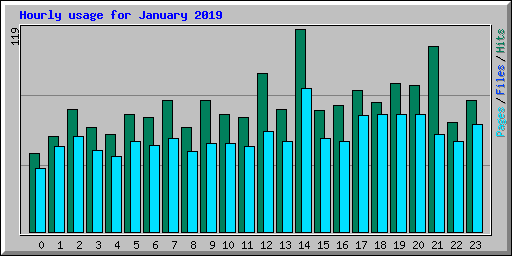 Hourly usage for January 2019
119
Pages/Files/Hits
0 1 2 3 4 5 6 7 8 9 10 11 12 13 14 15 16 17 18 19 20 21 22 23